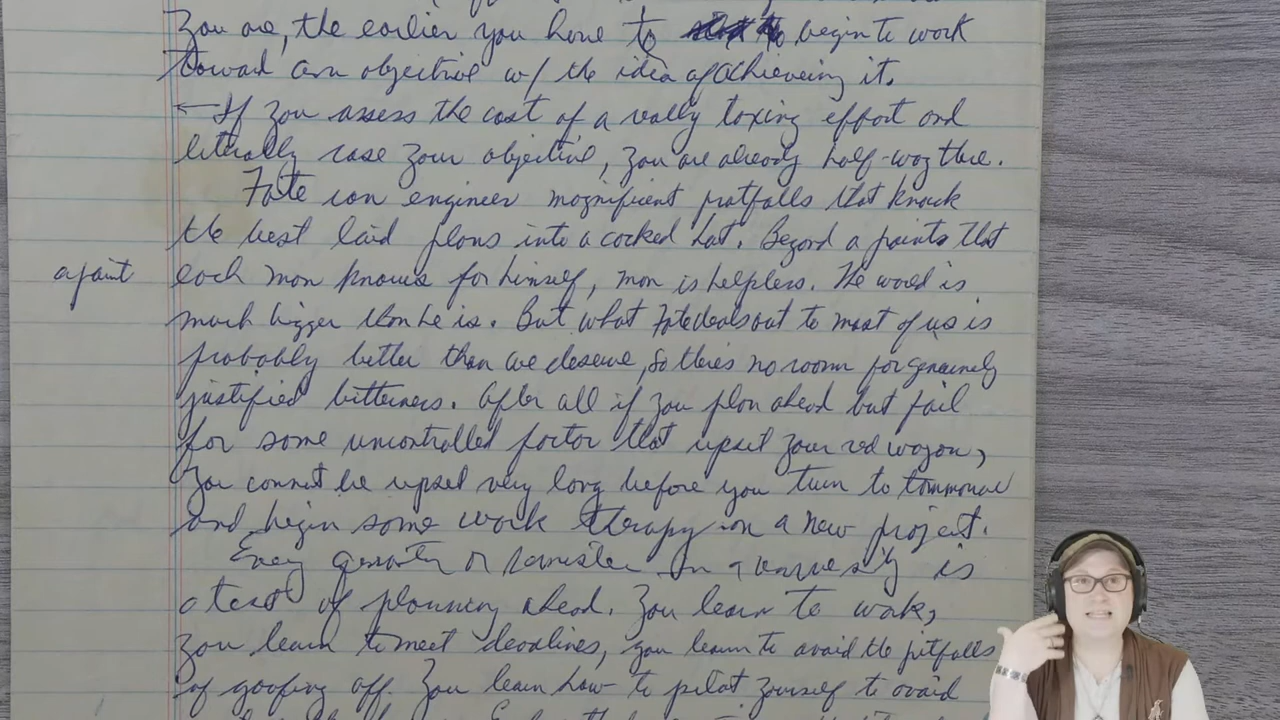 you are, the earlier you have to begin to work
toward an objective w/ the idea of achieveing it.
← If you assess the cost of a really taxing effort and
literally case your objective, you are already half-way there.
Fate can engineer magnificent pratfalls that knock
the best laid plans into a cocked hat. Beyond a points that
a point each man knows for himself, man is helpless. The world is
much bigger than he is. But what Fate deals out to most of us is
probably better than we deserve, so there's no room for genuinely
justified bitterness. After all if you plan ahead but fail
for some uncontrolled factor that upset your red wagon,
you cannot be upset very long before you turn to tommorow
and begin some work therapy on a new project.
Every quarter or semister in a university is
a test of planning ahead. You learn to work,
you learn to meet deadlines, you learn to avoid the pitfalls
of goofing off. You learn how to pilot yourself to avoid